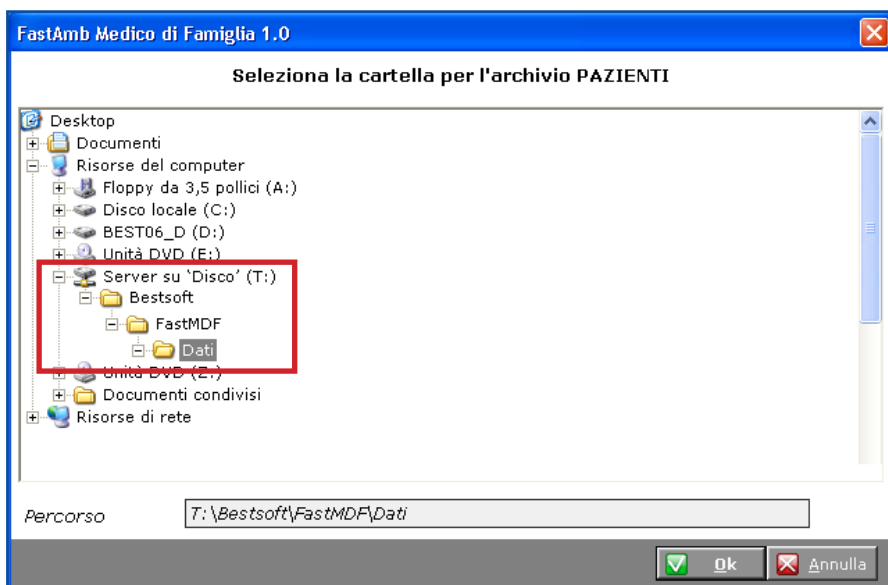 FastAmb Medico di Famiglia 1.0
Seleziona la cartella per l'archivio PAZIENTI
Desktop
Documenti
Risorse del computer
Floppy da 3,5 pollici (A:)
Disco locale (C:)
BEST06_D (D:)
Unità DVD (E:)
Server su 'Disco' (T:)
Bestsoft
FastMDF
Dati
Unità DVD (Z:)
Documenti condivisi
Risorse di rete
Percorso T:\Bestsoft\FastMDF\Dati
Ok Annulla